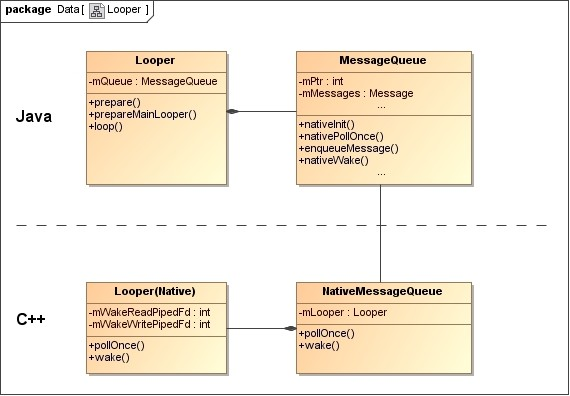 package Data[ Looper ]
Java
Looper
-mQueue : MessageQueue
+prepare()
+prepareMainLooper()
+loop()
MessageQueue
-mPtr : int
-mMessages : Message
...
+nativeInit()
+nativePollOnce()
+enqueueMessage()
+nativeWake()
...
C++
Looper(Native)
-mWakeReadPipedFd : int
-mWakeWritePipedFd : int
+pollOnce()
+wake()
NativeMessageQueue
-mLooper : Looper
+pollOnce()
+wake()